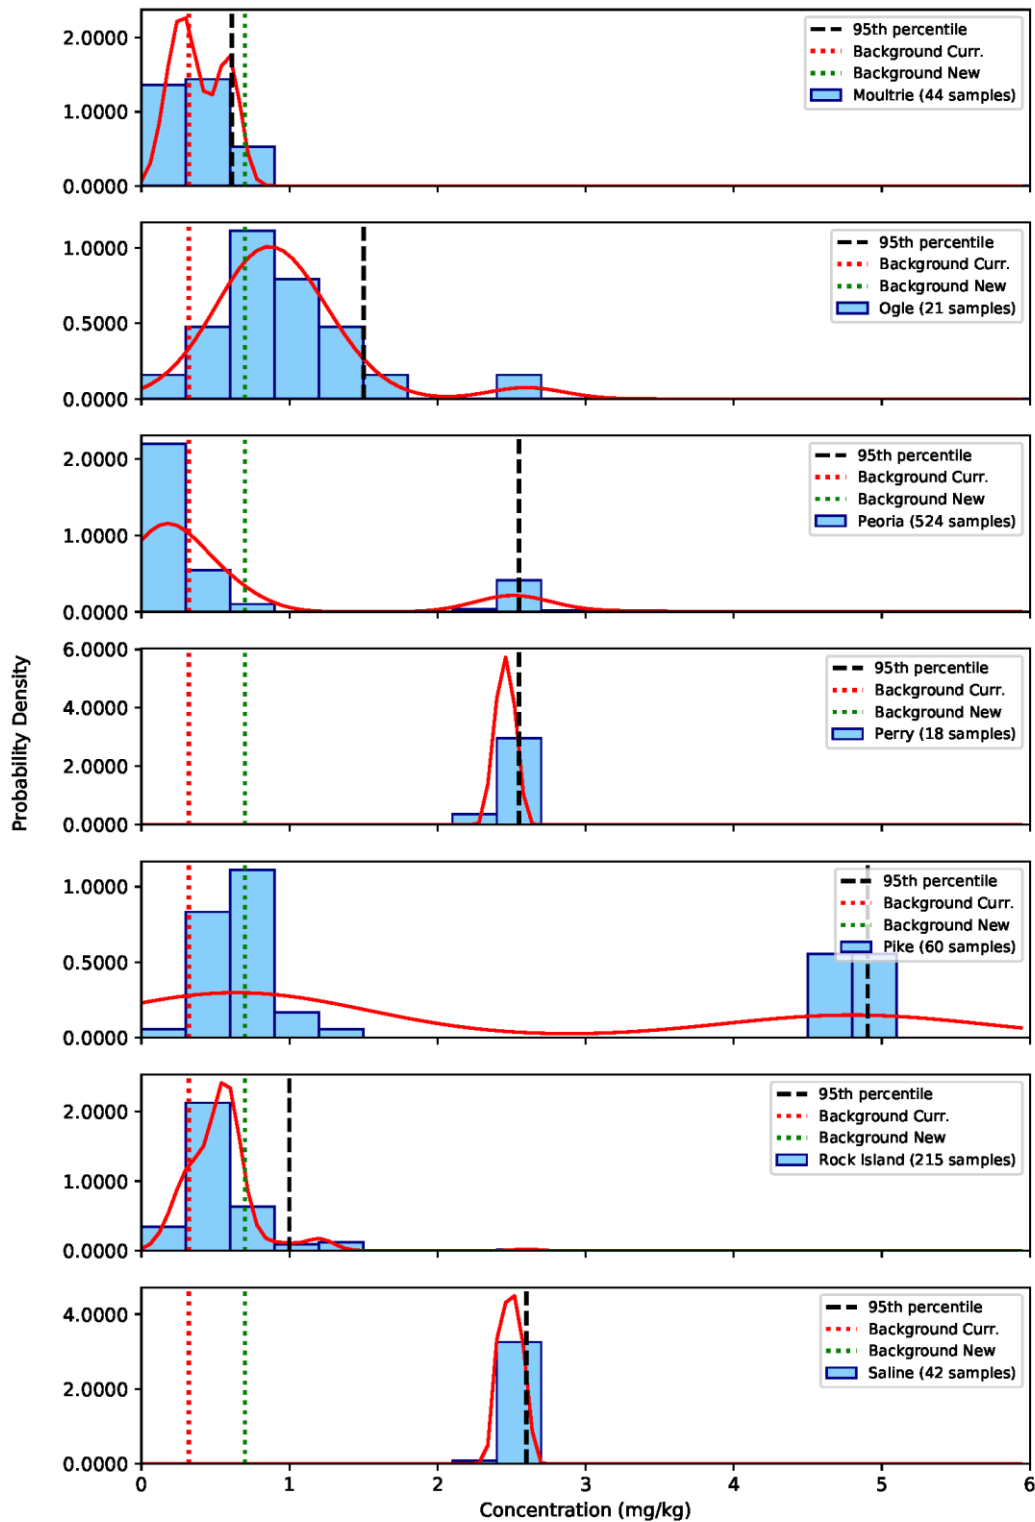 2.0000
1.0000
0.0000
95th percentile
Background Curr.
Background New
Moultrie (44 samples)
1.0000
0.5000
0.0000
95th percentile
Background Curr.
Background New
Ogle (21 samples)
2.0000
1.0000
0.0000
95th percentile
Background Curr.
Background New
Peoria (524 samples)
Probability Density
6.0000
4.0000
2.0000
0.0000
95th percentile
Background Curr.
Background New
Perry (18 samples)
1.0000
0.5000
0.0000
95th percentile
Background Curr.
Background New
Pike (60 samples)
2.0000
1.0000
0.0000
95th percentile
Background Curr.
Background New
Rock Island (215 samples)
4.0000
2.0000
0.0000
95th percentile
Background Curr.
Background New
Saline (42 samples)
0 1 2 3 4 5 6
Concentration (mg/kg)